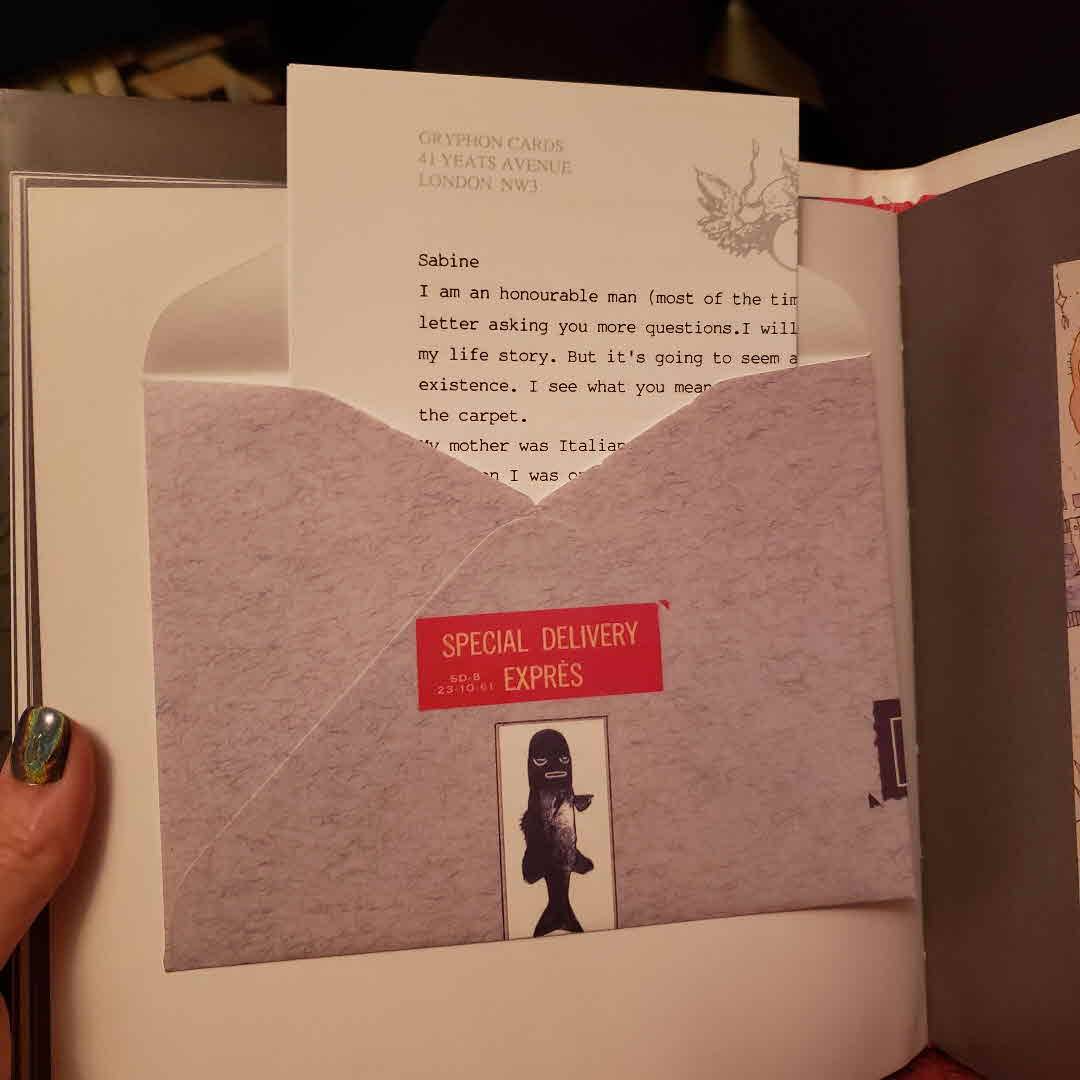 GRYPHON CARDS
41 YEATS AVENUE
LONDON NW3
Sabine
I am an honourable man (most of the tim
letter asking you more questions.I will
my life story. But it's going to seem a
existence. I see what you mean
the carpet.
My mother was Italian
I was
SPECIAL DELIVERY
EXPRÈS
SD-8
23-10-61